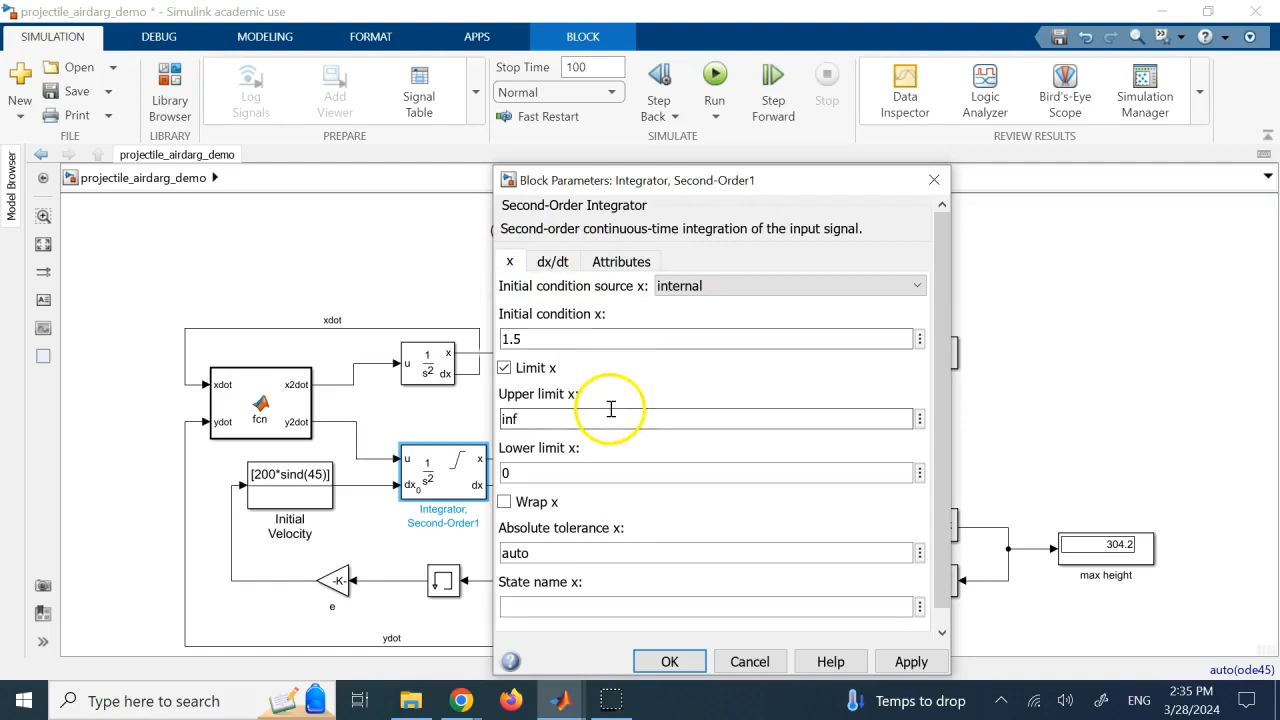 projectile_airdarg_demo * - Simulink academic use
SIMULATION DEBUG MODELING FORMAT APPS BLOCK
New
Open
Save
Print
FILE
Library Browser
LIBRARY
Log Signals
Add Viewer
Signal Table
PREPARE
Stop Time 100
Normal
Fast Restart
Step Back
Run
Step Forward
Stop
SIMULATE
Data Inspector
Logic Analyzer
Bird's-Eye Scope
Simulation Manager
REVIEW RESULTS
Model Browser
projectile_airdarg_demo
projectile_airdarg_demo
Block Parameters: Integrator, Second-Order1
Second-Order Integrator
Second-order continuous-time integration of the input signal.
x dx/dt Attributes
Initial condition source x: internal
Initial condition x:
1.5
Limit x
Upper limit x:
inf
Lower limit x:
0
Wrap x
Absolute tolerance x:
auto
State name x:
OK Cancel Help Apply
xdot
xdot x2dot
fcn
ydot y2dot
u 1 x
s² dx
u 1 x
dx0 s² dx
Integrator,
Second-Order1
[200*sind(45)]
Initial
Velocity
-K-
e
ydot
304.2
max height
auto(ode45)
Type here to search
Temps to drop
ENG
2:35 PM
3/28/2024